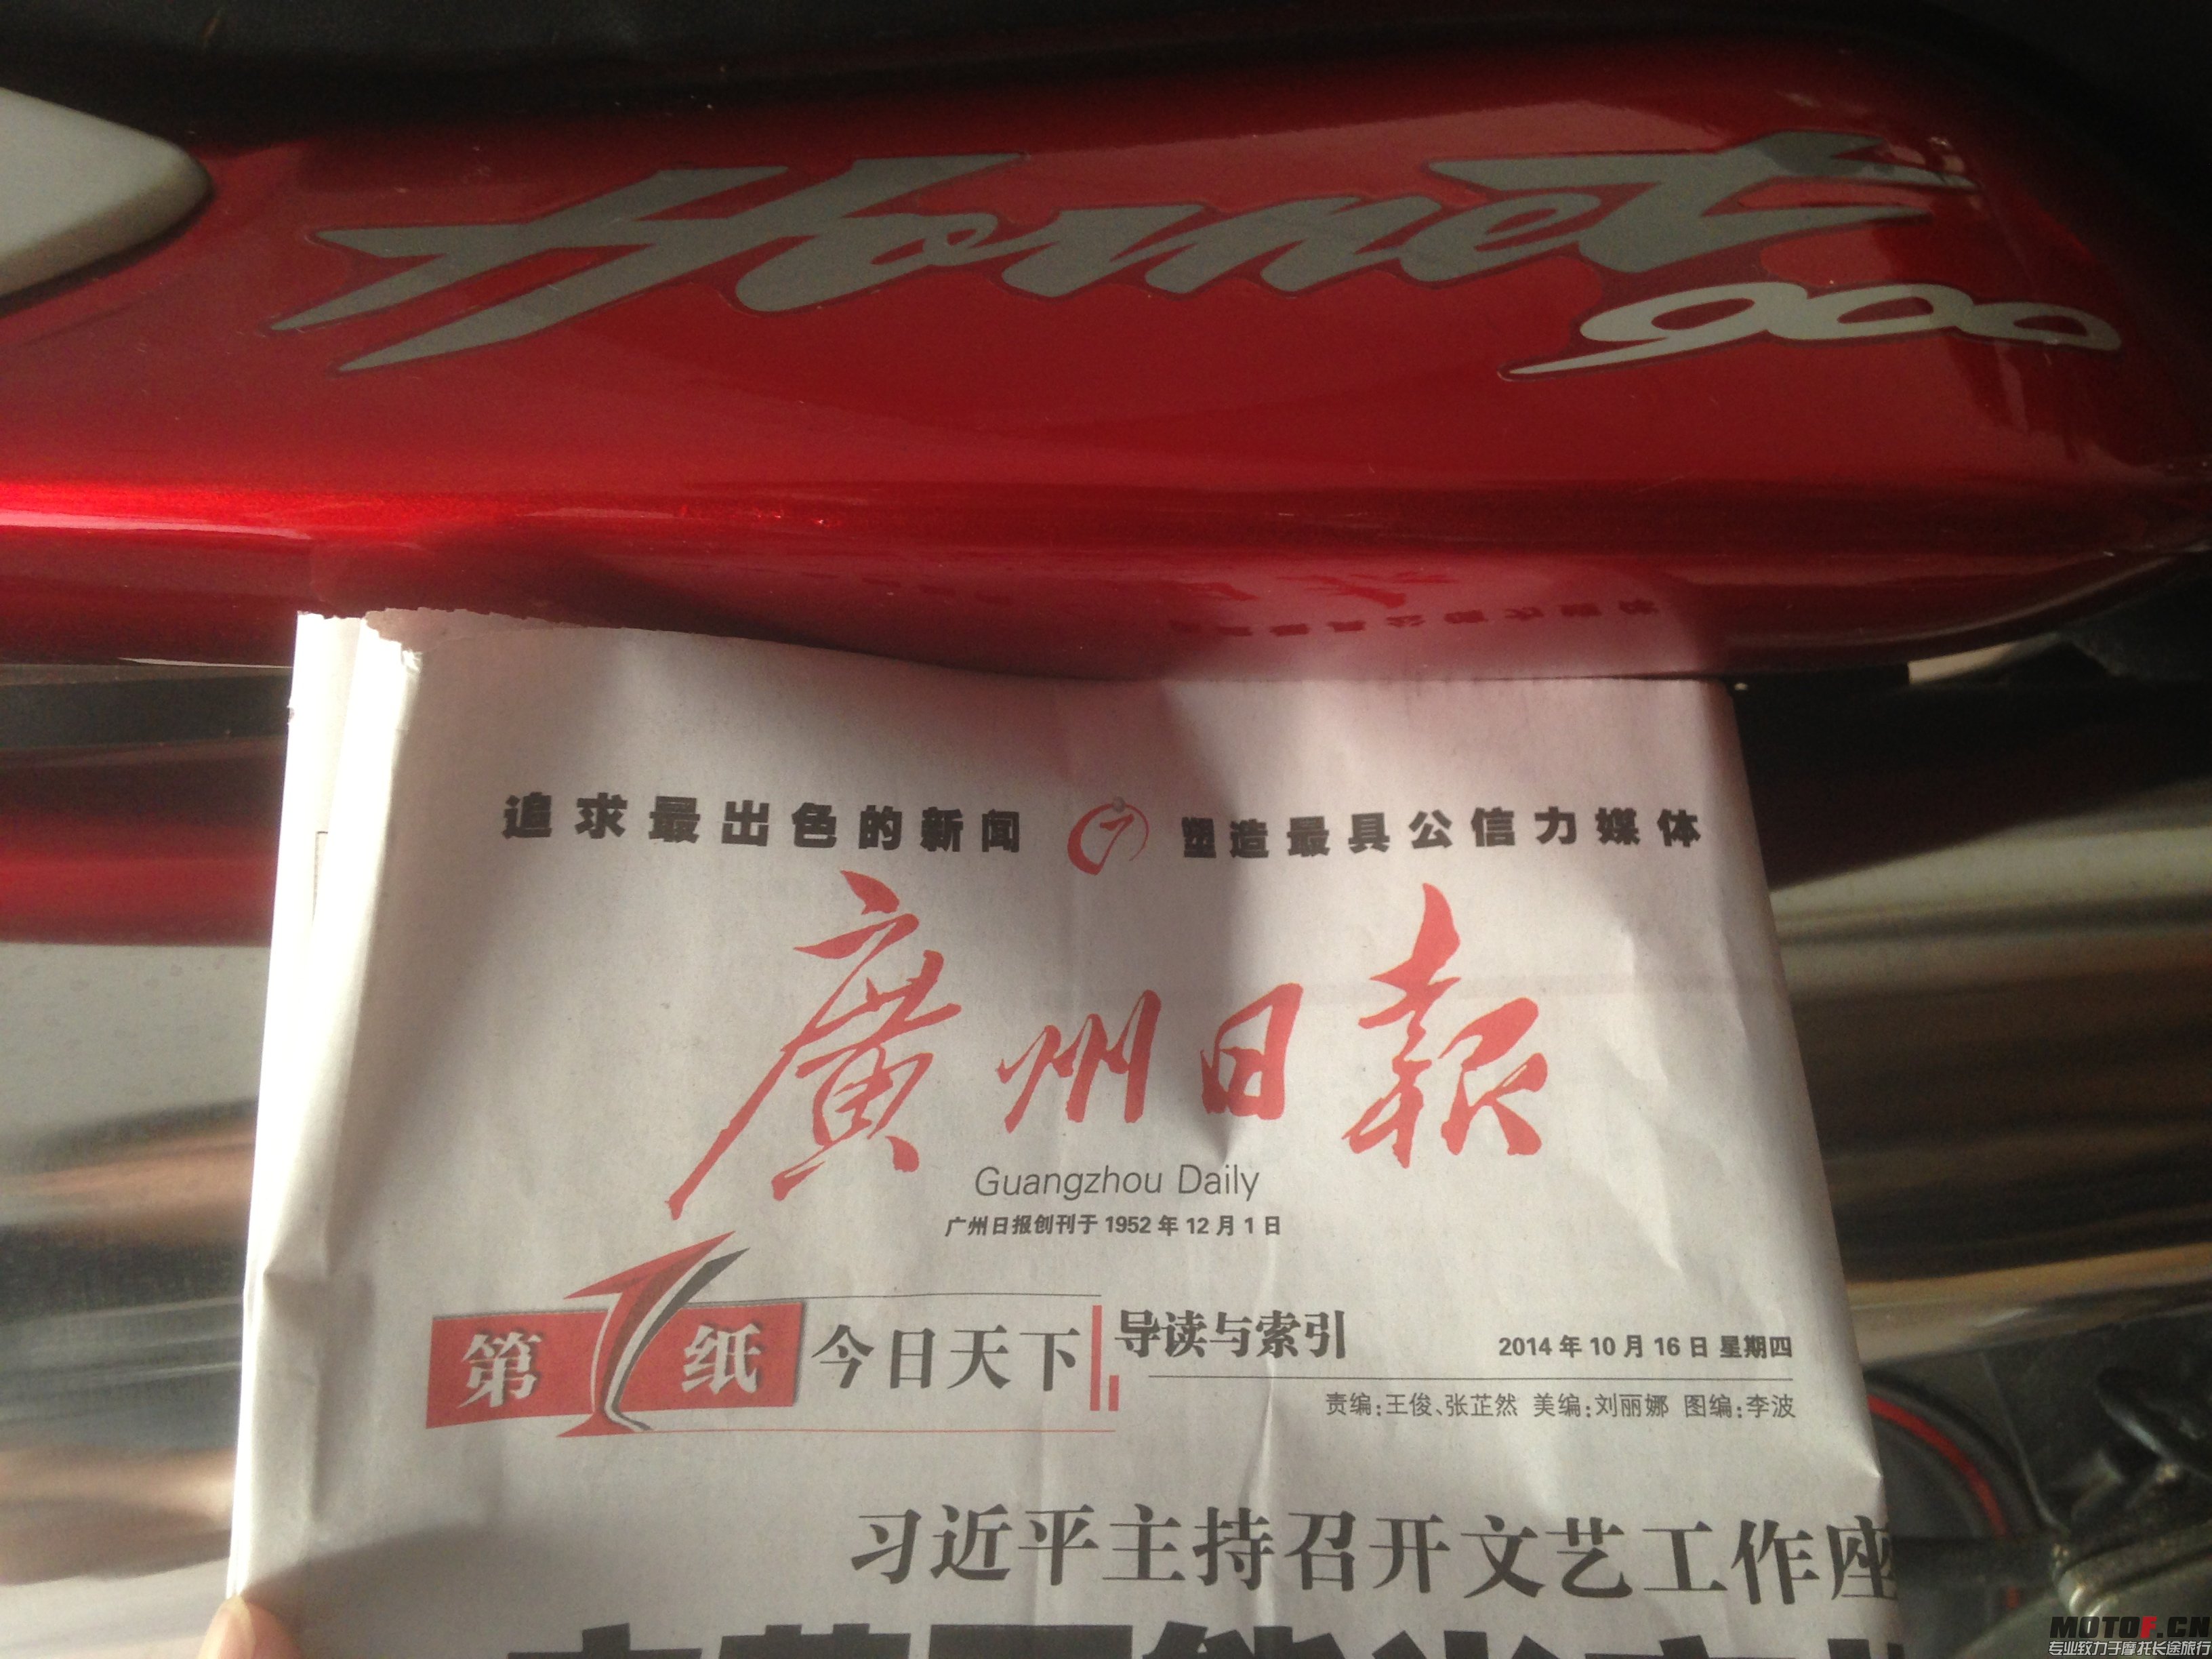 Hornet
900
追求最出色的新闻 塑造最具公信力媒体
廣州日報
Guangzhou Daily
广州日报创刊于1952年12月1日
第1纸 今日天下 导读与索引
2014年10月16日 星期四
责编:王俊、张芷然 美编:刘丽娜 图编:李波
习近平主持召开文艺工作座
MOTOF.CN
专业致力于摩托长途旅行